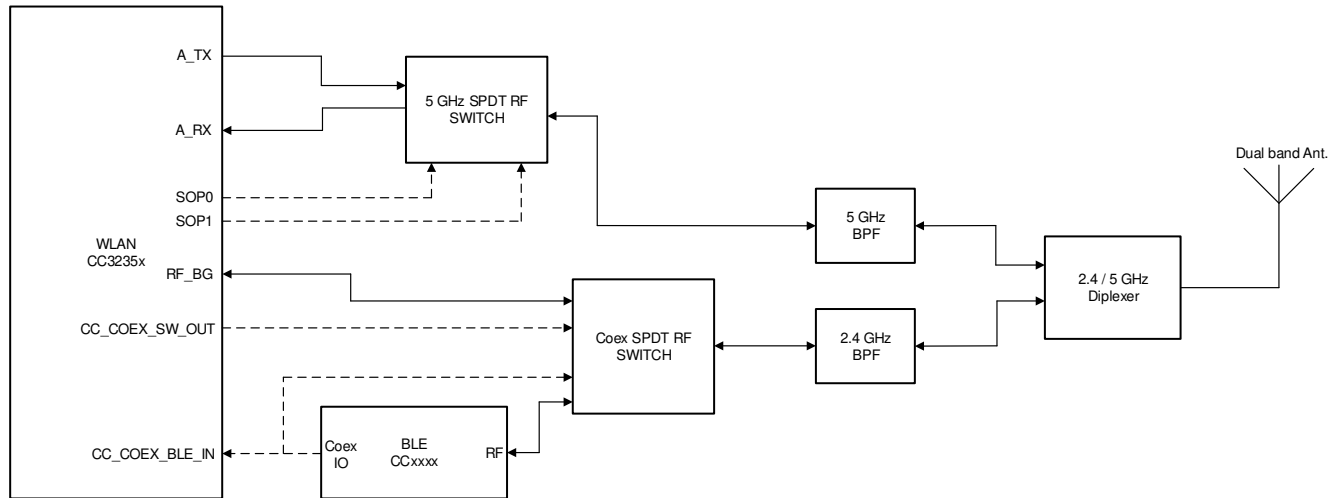 A_TX
A_RX
SOP0
SOP1
WLAN
CC3235x
RF_BG
CC_COEX_SW_OUT
CC_COEX_BLE_IN
5 GHz SPDT RF
SWITCH
Coex SPDT RF
SWITCH
Coex
IO
BLE
CCxxxx
RF
5 GHz
BPF
2.4 GHz
BPF
2.4 / 5 GHz
Diplexer
Dual band Ant.